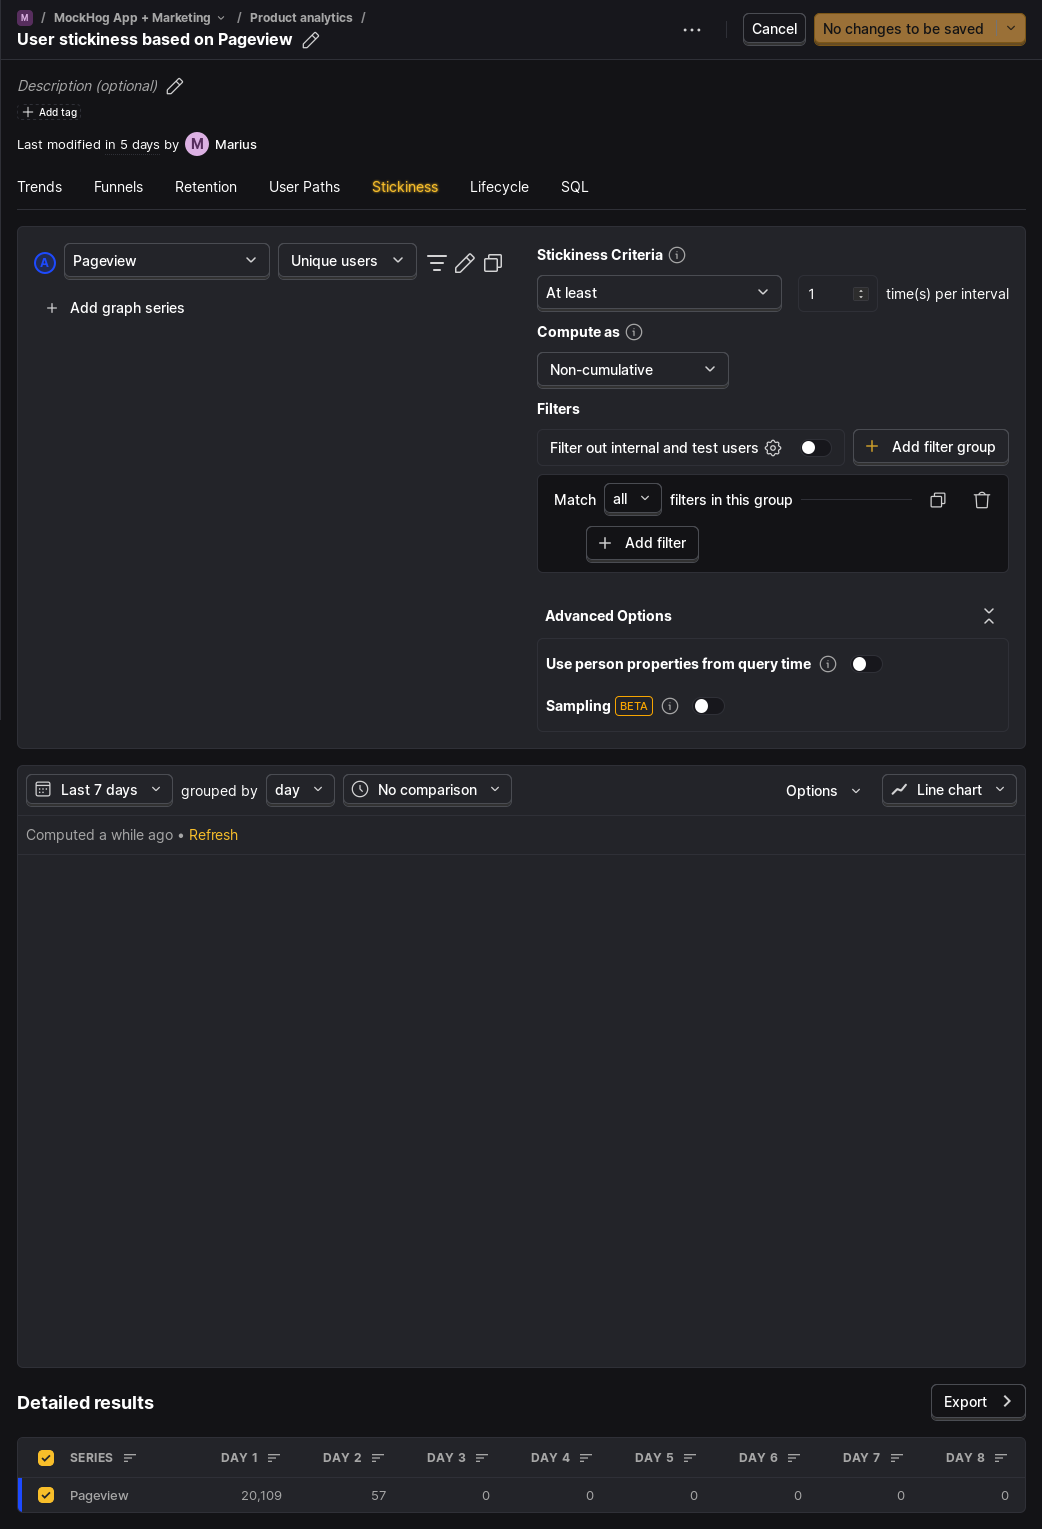 M / MockHog App + Marketing / Product analytics /
User stickiness based on Pageview
Cancel
No changes to be saved
Description (optional)
Add tag
Last modified in 5 days by M Marius
Trends Funnels Retention User Paths Stickiness Lifecycle SQL
A Pageview Unique users
Add graph series
Stickiness Criteria
At least 1 time(s) per interval
Compute as
Non-cumulative
Filters
Filter out internal and test users Add filter group
Match all filters in this group
Add filter
Advanced Options
Use person properties from query time
Sampling BETA
Last 7 days grouped by day No comparison Options Line chart
Computed a while ago • Refresh
Detailed results Export
SERIES DAY 1 DAY 2 DAY 3 DAY 4 DAY 5 DAY 6 DAY 7 DAY 8
Pageview 20,109 57 0 0 0 0 0 0